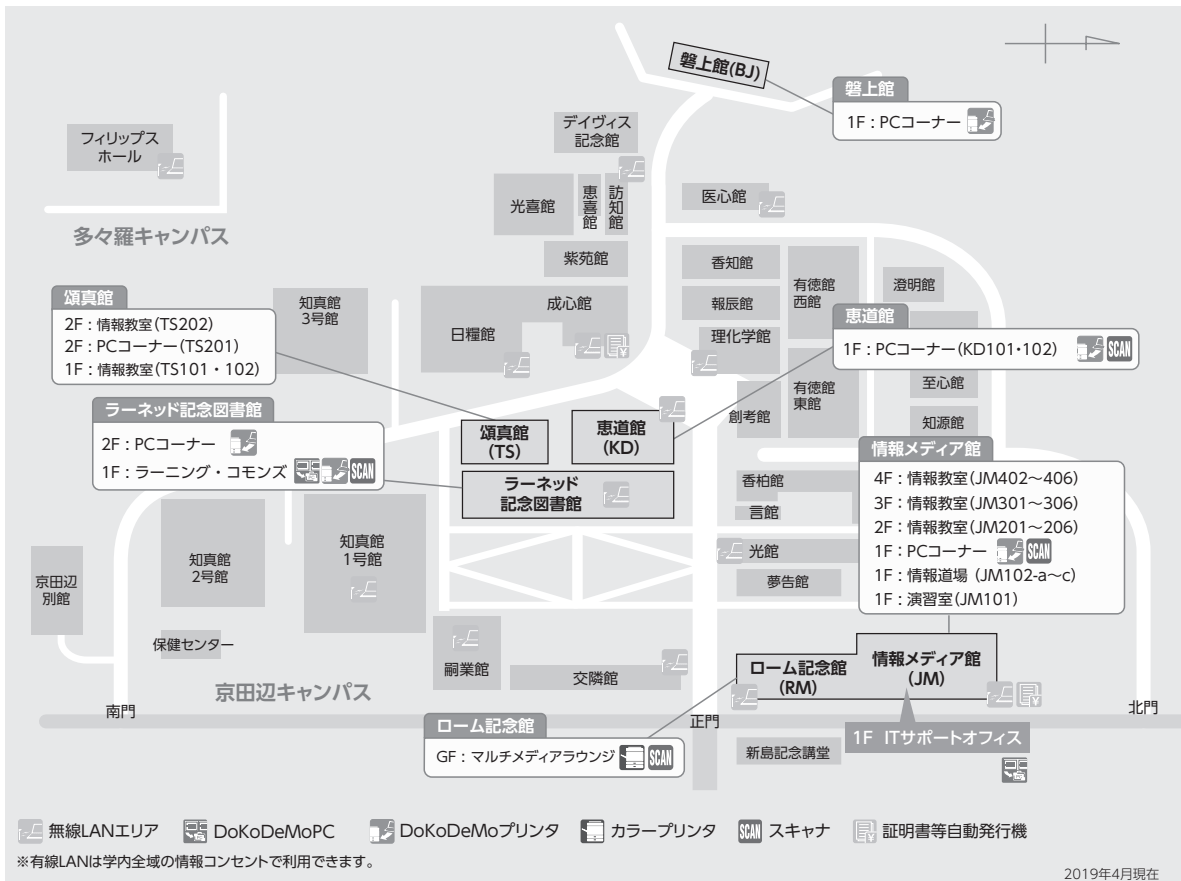 磐上館(BJ)
磐上館
1F：PCコーナー
デイヴィス
記念館
フィリップス
ホール
医心館
光喜館
恵喜館
訪知館
多々羅キャンパス
紫苑館
香知館
有徳館
西館
澄明館
頌真館
2F：情報教室(TS202)
2F：PCコーナー(TS201)
1F：情報教室(TS101・102)
知真館
3号館
成心館
日糧館
報辰館
理化学館
恵道館
1F：PCコーナー(KD101・102)
SCAN
有徳館
東館
至心館
創考館
知源館
ラーネッド記念図書館
2F：PCコーナー
1F：ラーニング・コモンズ
SCAN
頌真館
(TS)
恵道館
(KD)
ラーネッド
記念図書館
情報メディア館
4F：情報教室(JM402〜406)
3F：情報教室(JM301〜306)
2F：情報教室(JM201〜206)
1F：PCコーナー
SCAN
1F：情報道場 (JM102-a〜c)
1F：演習室(JM101)
香柏館
言館
光館
夢告館
知真館
1号館
知真館
2号館
京田辺
別館
保健センター
嗣業館
交隣館
ローム記念館
(RM)
情報メディア館
(JM)
京田辺キャンパス
南門
正門
北門
ローム記念館
GF：マルチメディアラウンジ
SCAN
新島記念講堂
1F ITサポートオフィス
無線LANエリア
DoKoDeMoPC
DoKoDeMoプリンタ
カラープリンタ
SCAN スキャナ
証明書等自動発行機
※有線LANは学内全域の情報コンセントで利用できます。
2019年4月現在